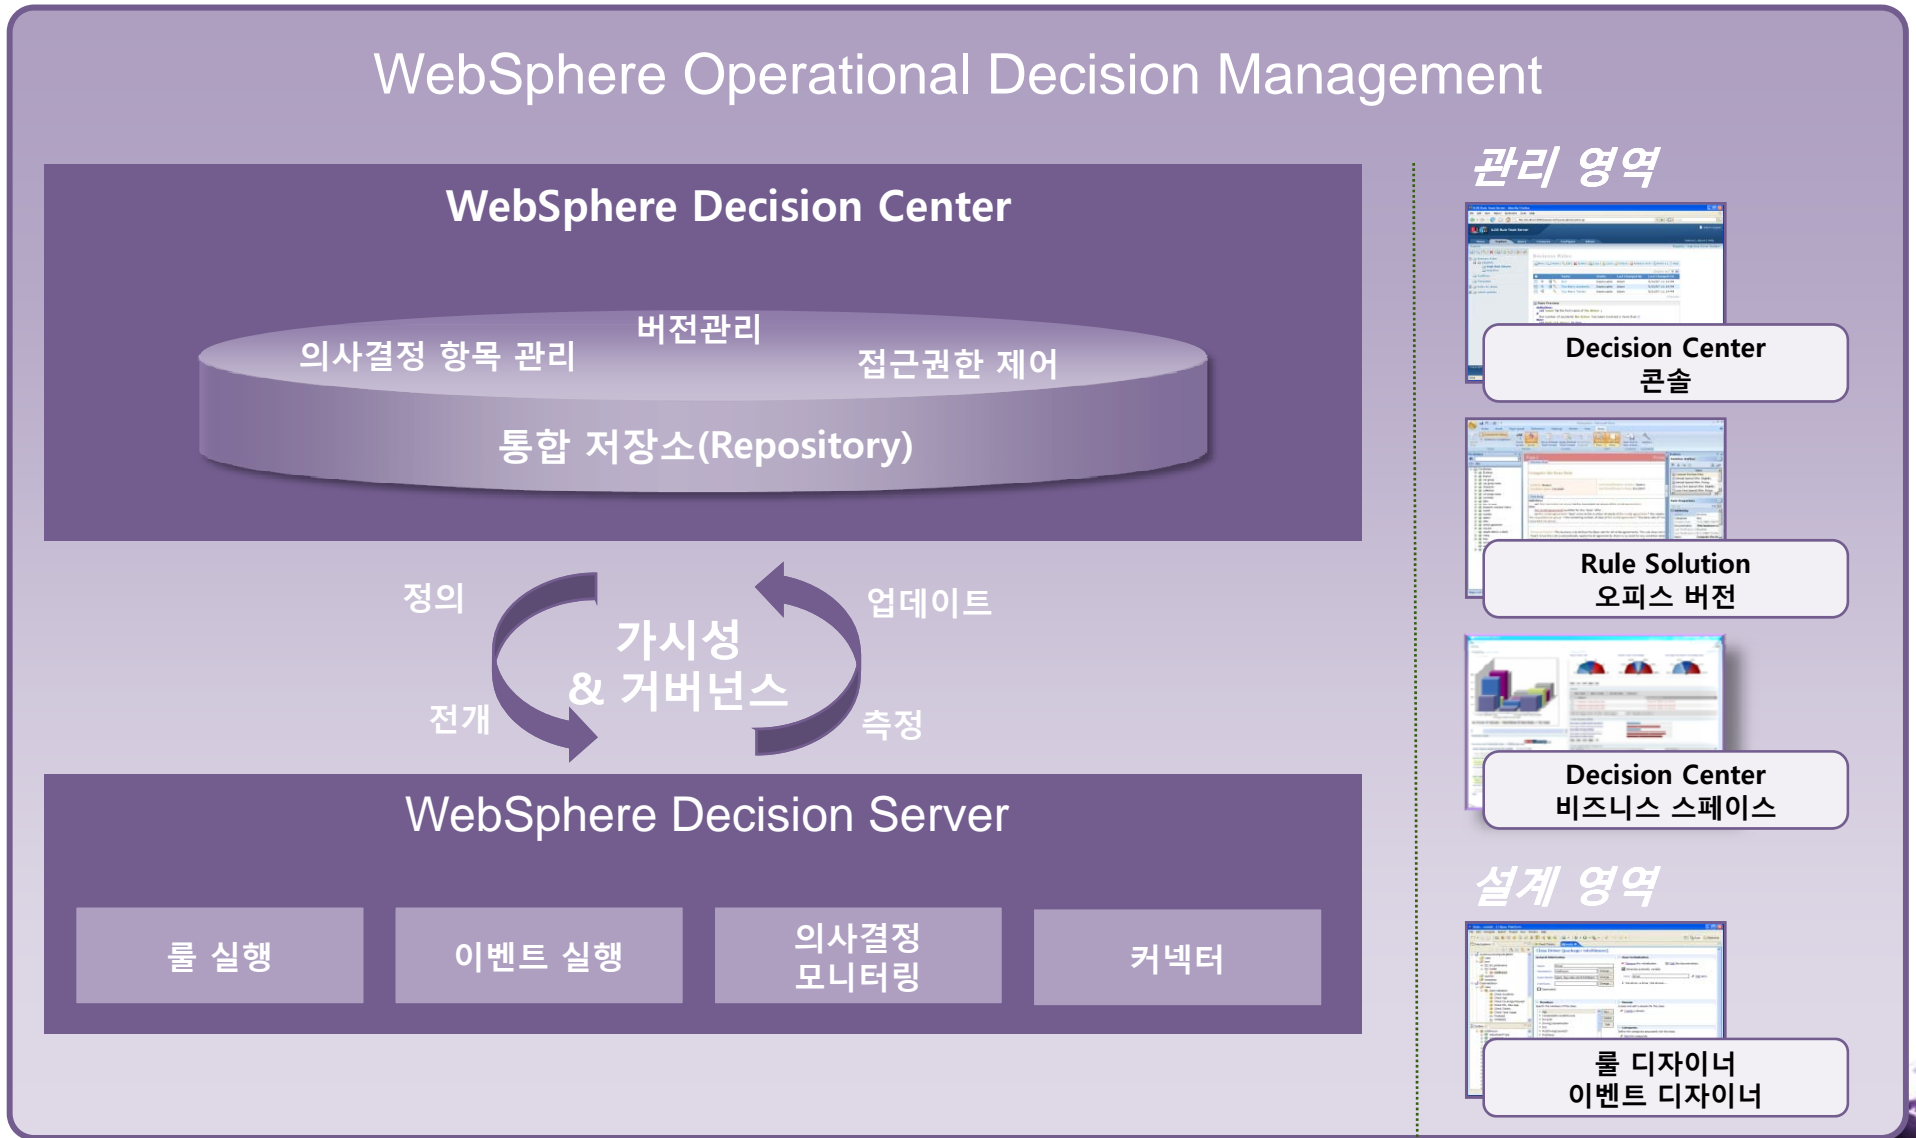 WebSphere Operational Decision Management
WebSphere Decision Center
버전관리
의사결정 항목 관리
접근권한 제어
통합 저장소(Repository)
정의
업데이트
가시성
& 거버넌스
전개
측정
WebSphere Decision Server
룰 실행
이벤트 실행
의사결정
모니터링
커넥터
관리 영역
Decision Center
콘솔
Rule Solution
오피스 버전
Decision Center
비즈니스 스페이스
설계 영역
룰 디자이너
이벤트 디자이너